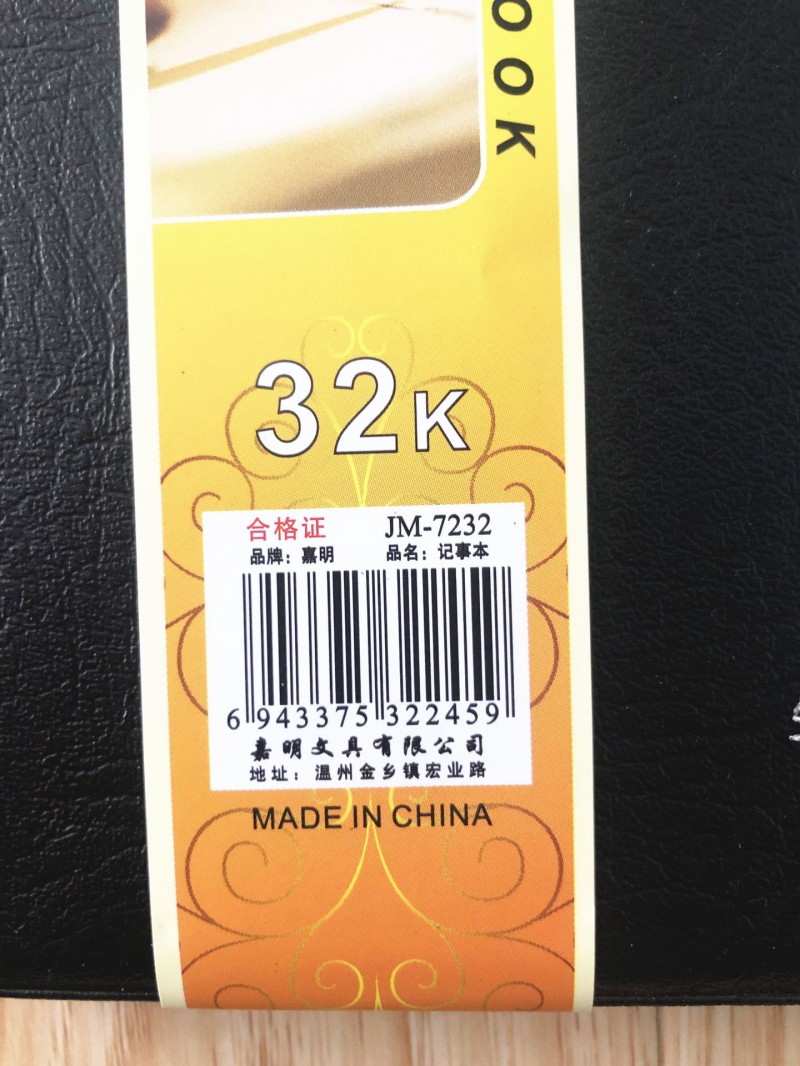 OOK
32K
合格证 JM-7232
品牌：嘉明 品名：记事本
6 943375 322459
嘉明文具有限公司
地址：温州金乡镇宏业路
MADE IN CHINA